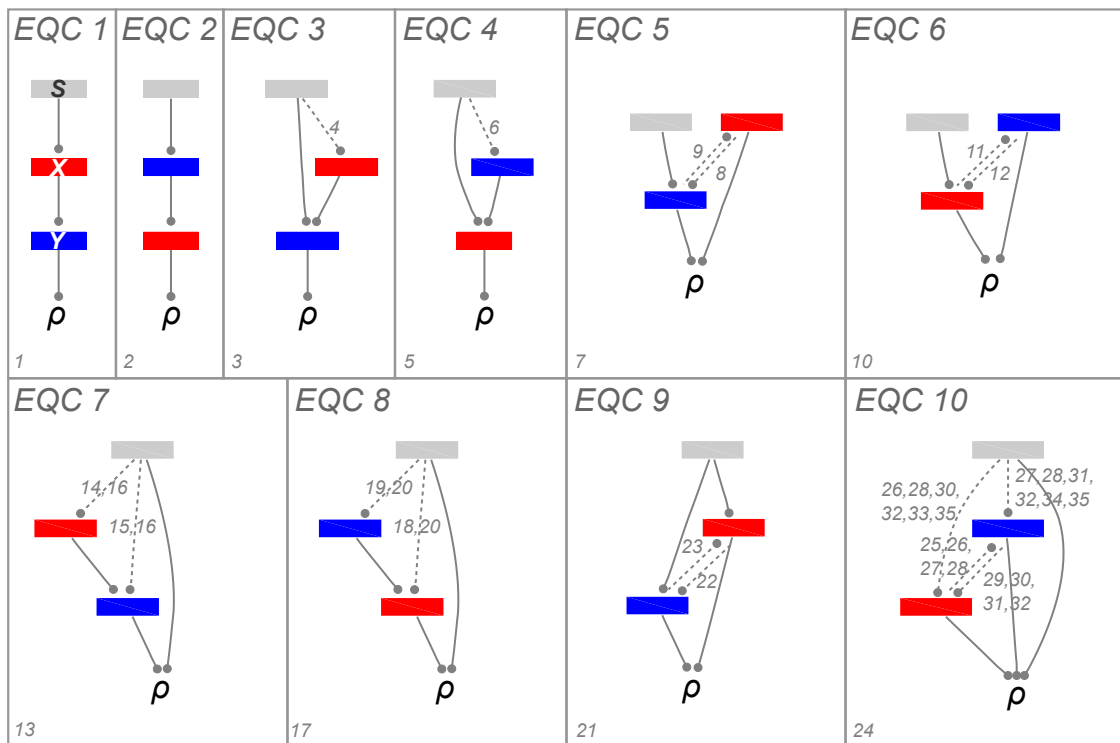 EQC 1
S
X
Y
ρ
1
EQC 2
ρ
2
EQC 3
4
ρ
3
EQC 4
6
ρ
5
EQC 5
9
8
ρ
7
EQC 6
11
12
ρ
10
EQC 7
14,16
15,16
ρ
13
EQC 8
19,20
18,20
ρ
17
EQC 9
23
22
ρ
21
EQC 10
27,28,31,
32,34,35
26,28,30,
32,33,35
25,26,
27,28
29,30,
31,32
ρ
24